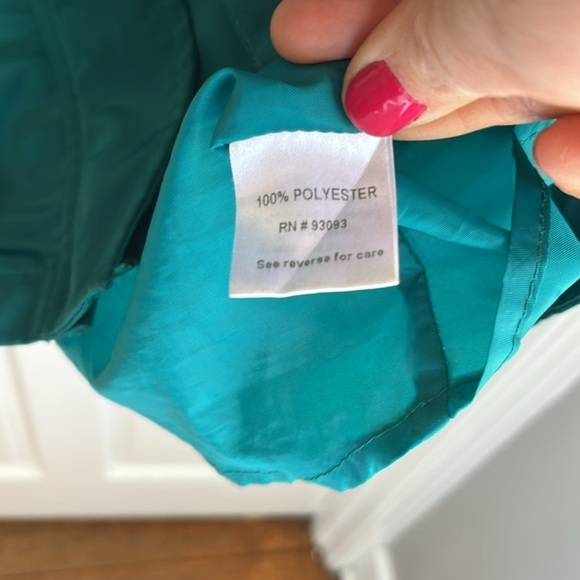 100% POLYESTER
RN # 93093
See reverse for care